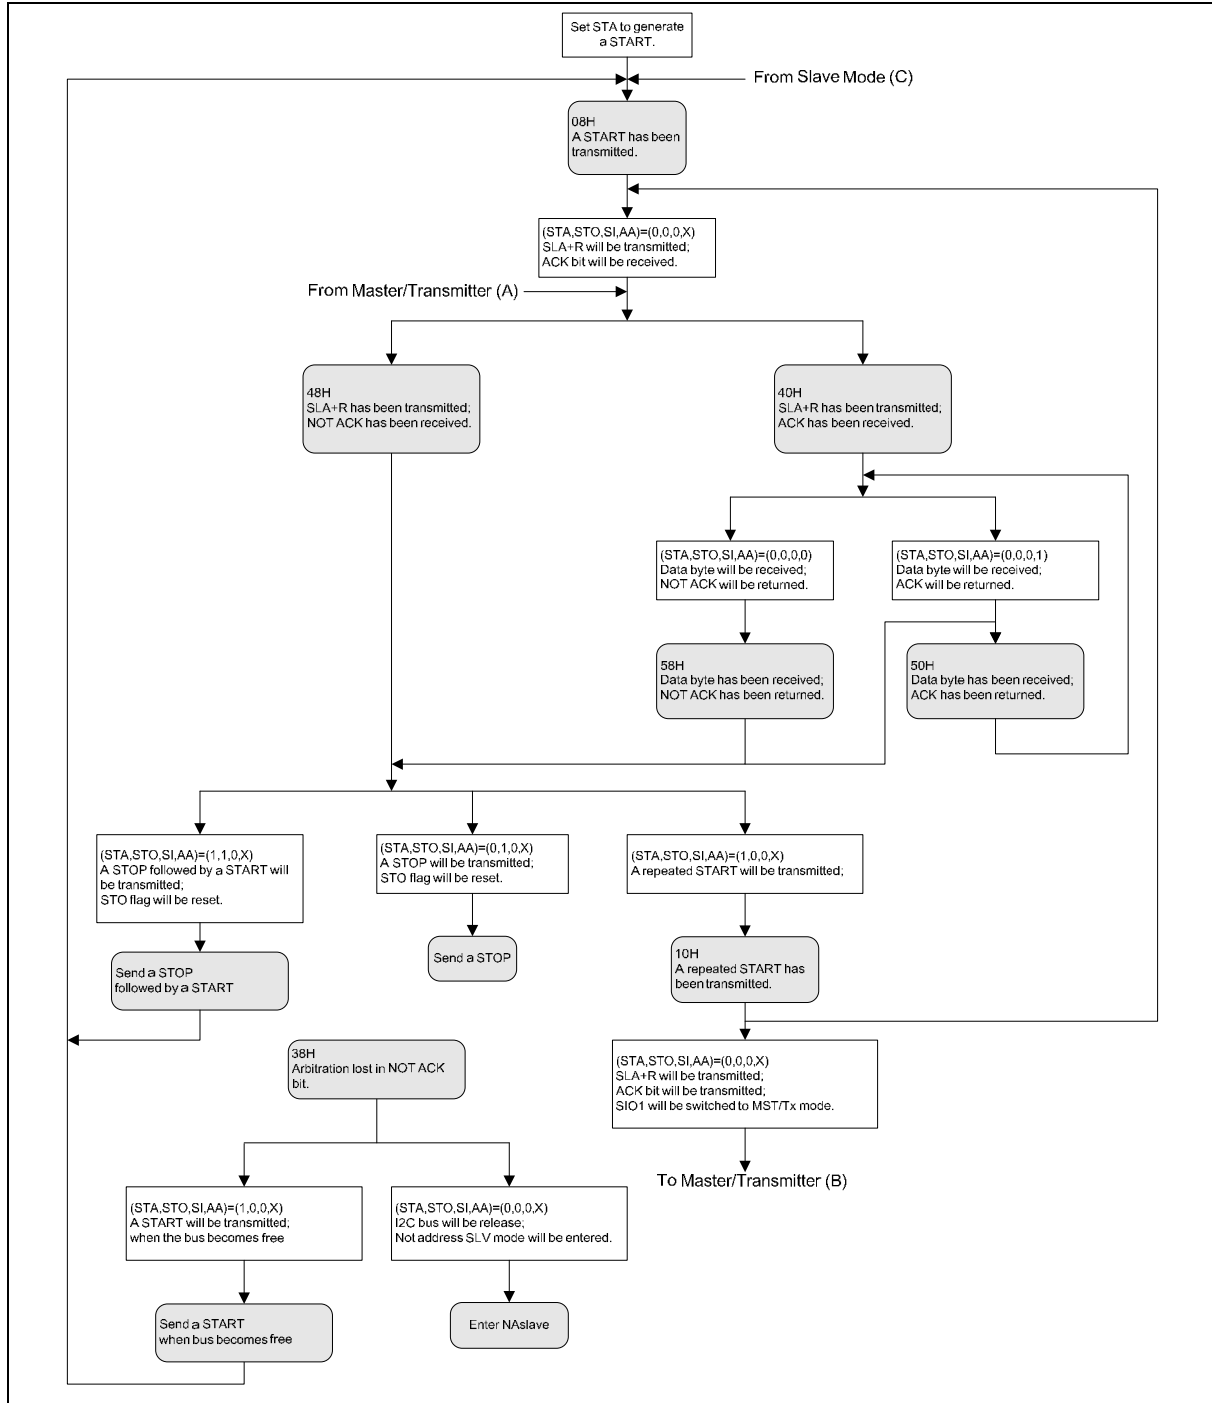 Set STA to generate
a START.
From Slave Mode (C)
08H
A START has been
transmitted.
(STA,STO,SI,AA)=(0,0,0,X)
SLA+R will be transmitted;
ACK bit will be received.
From Master/Transmitter (A)
48H
SLA+R has been transmitted;
NOT ACK has been received.
40H
SLA+R has been transmitted;
ACK has been received.
(STA,STO,SI,AA)=(0,0,0,0)
Data byte will be received;
NOT ACK will be returned.
(STA,STO,SI,AA)=(0,0,0,1)
Data byte will be received;
ACK will be returned.
58H
Data byte has been received;
NOT ACK has been returned.
50H
Data byte has been received;
ACK has been returned.
(STA,STO,SI,AA)=(1,1,0,X)
A STOP followed by a START will
be transmitted;
STO flag will be reset.
(STA,STO,SI,AA)=(0,1,0,X)
A STOP will be transmitted;
STO flag will be reset.
(STA,STO,SI,AA)=(1,0,0,X)
A repeated START will be transmitted;
Send a STOP
followed by a START
Send a STOP
10H
A repeated START has
been transmitted.
38H
Arbitration lost in NOT ACK
bit.
(STA,STO,SI,AA)=(0,0,0,X)
SLA+R will be transmitted;
ACK bit will be transmitted;
SIO1 will be switched to MST/Tx mode.
To Master/Transmitter (B)
(STA,STO,SI,AA)=(1,0,0,X)
A START will be transmitted;
when the bus becomes free
(STA,STO,SI,AA)=(0,0,0,X)
I2C bus will be release;
Not address SLV mode will be entered.
Send a START
when bus becomes free
Enter NAslave